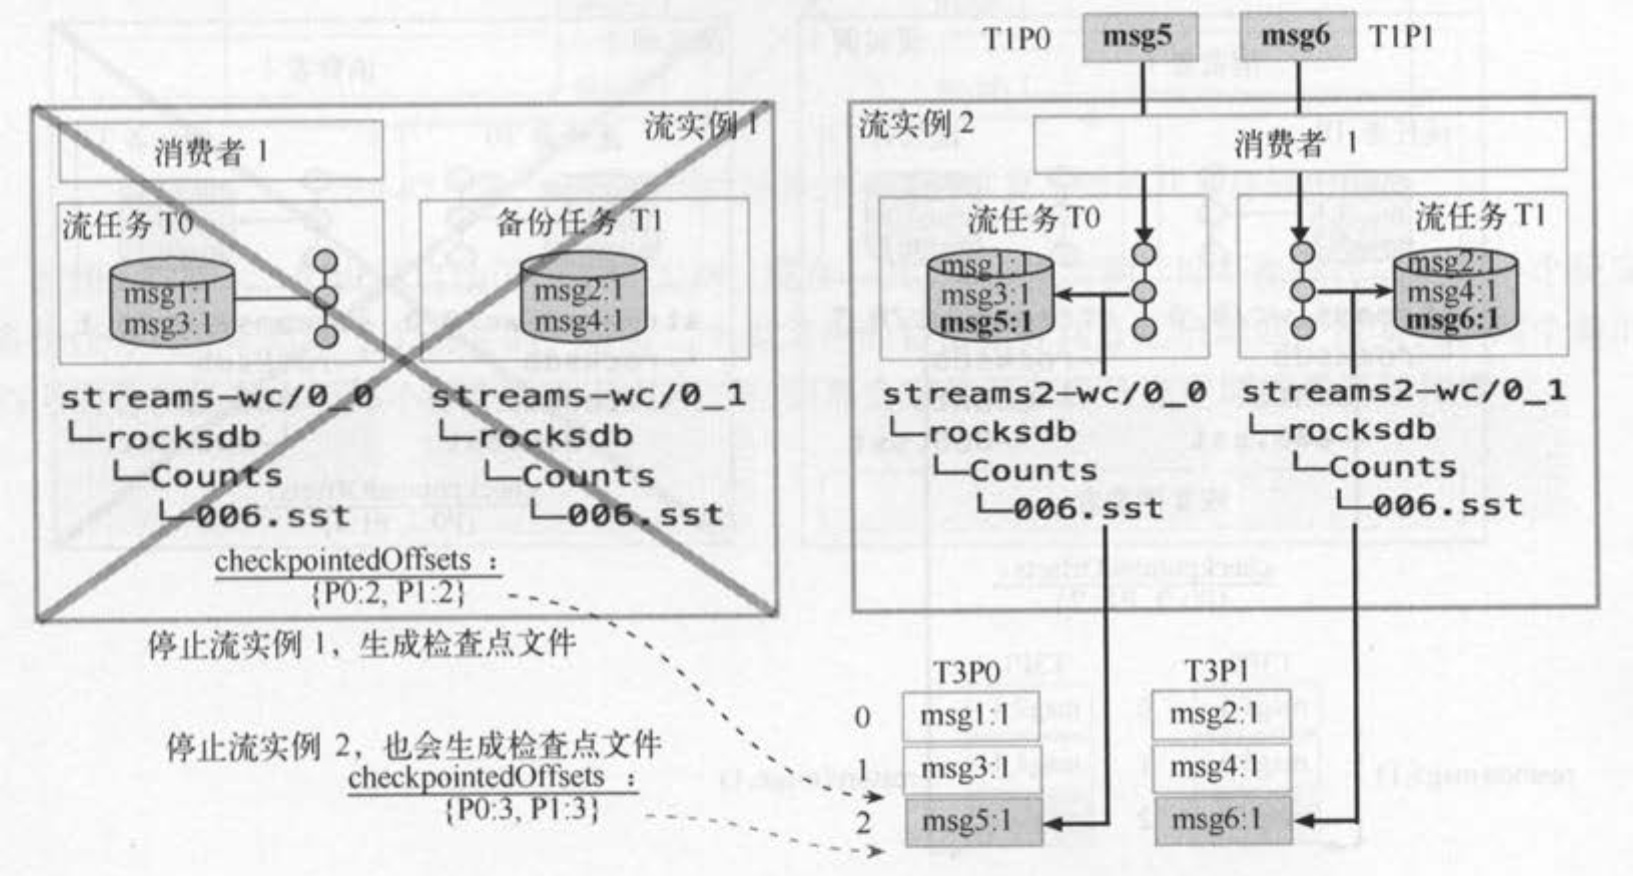 T1P0 msg5 msg6 T1P1
流实例 1
消费者 1
流任务 T0
msg1:1
msg3:1
备份任务 T1
msg2:1
msg4:1
streams-wc/0_0
└─rocksdb
└─Counts
└─006.sst
streams-wc/0_1
└─rocksdb
└─Counts
└─006.sst
checkpointedOffsets :
{P0:2, P1:2}
停止流实例 1，生成检查点文件
流实例 2
消费者 1
流任务 T0
msg1:1
msg3:1
msg5:1
流任务 T1
msg2:1
msg4:1
msg6:1
streams2-wc/0_0
└─rocksdb
└─Counts
└─006.sst
streams2-wc/0_1
└─rocksdb
└─Counts
└─006.sst
停止流实例 2，也会生成检查点文件
checkpointedOffsets :
{P0:3, P1:3}
T3P0 T3P1
0 msg1:1 msg2:1
1 msg3:1 msg4:1
2 msg5:1 msg6:1